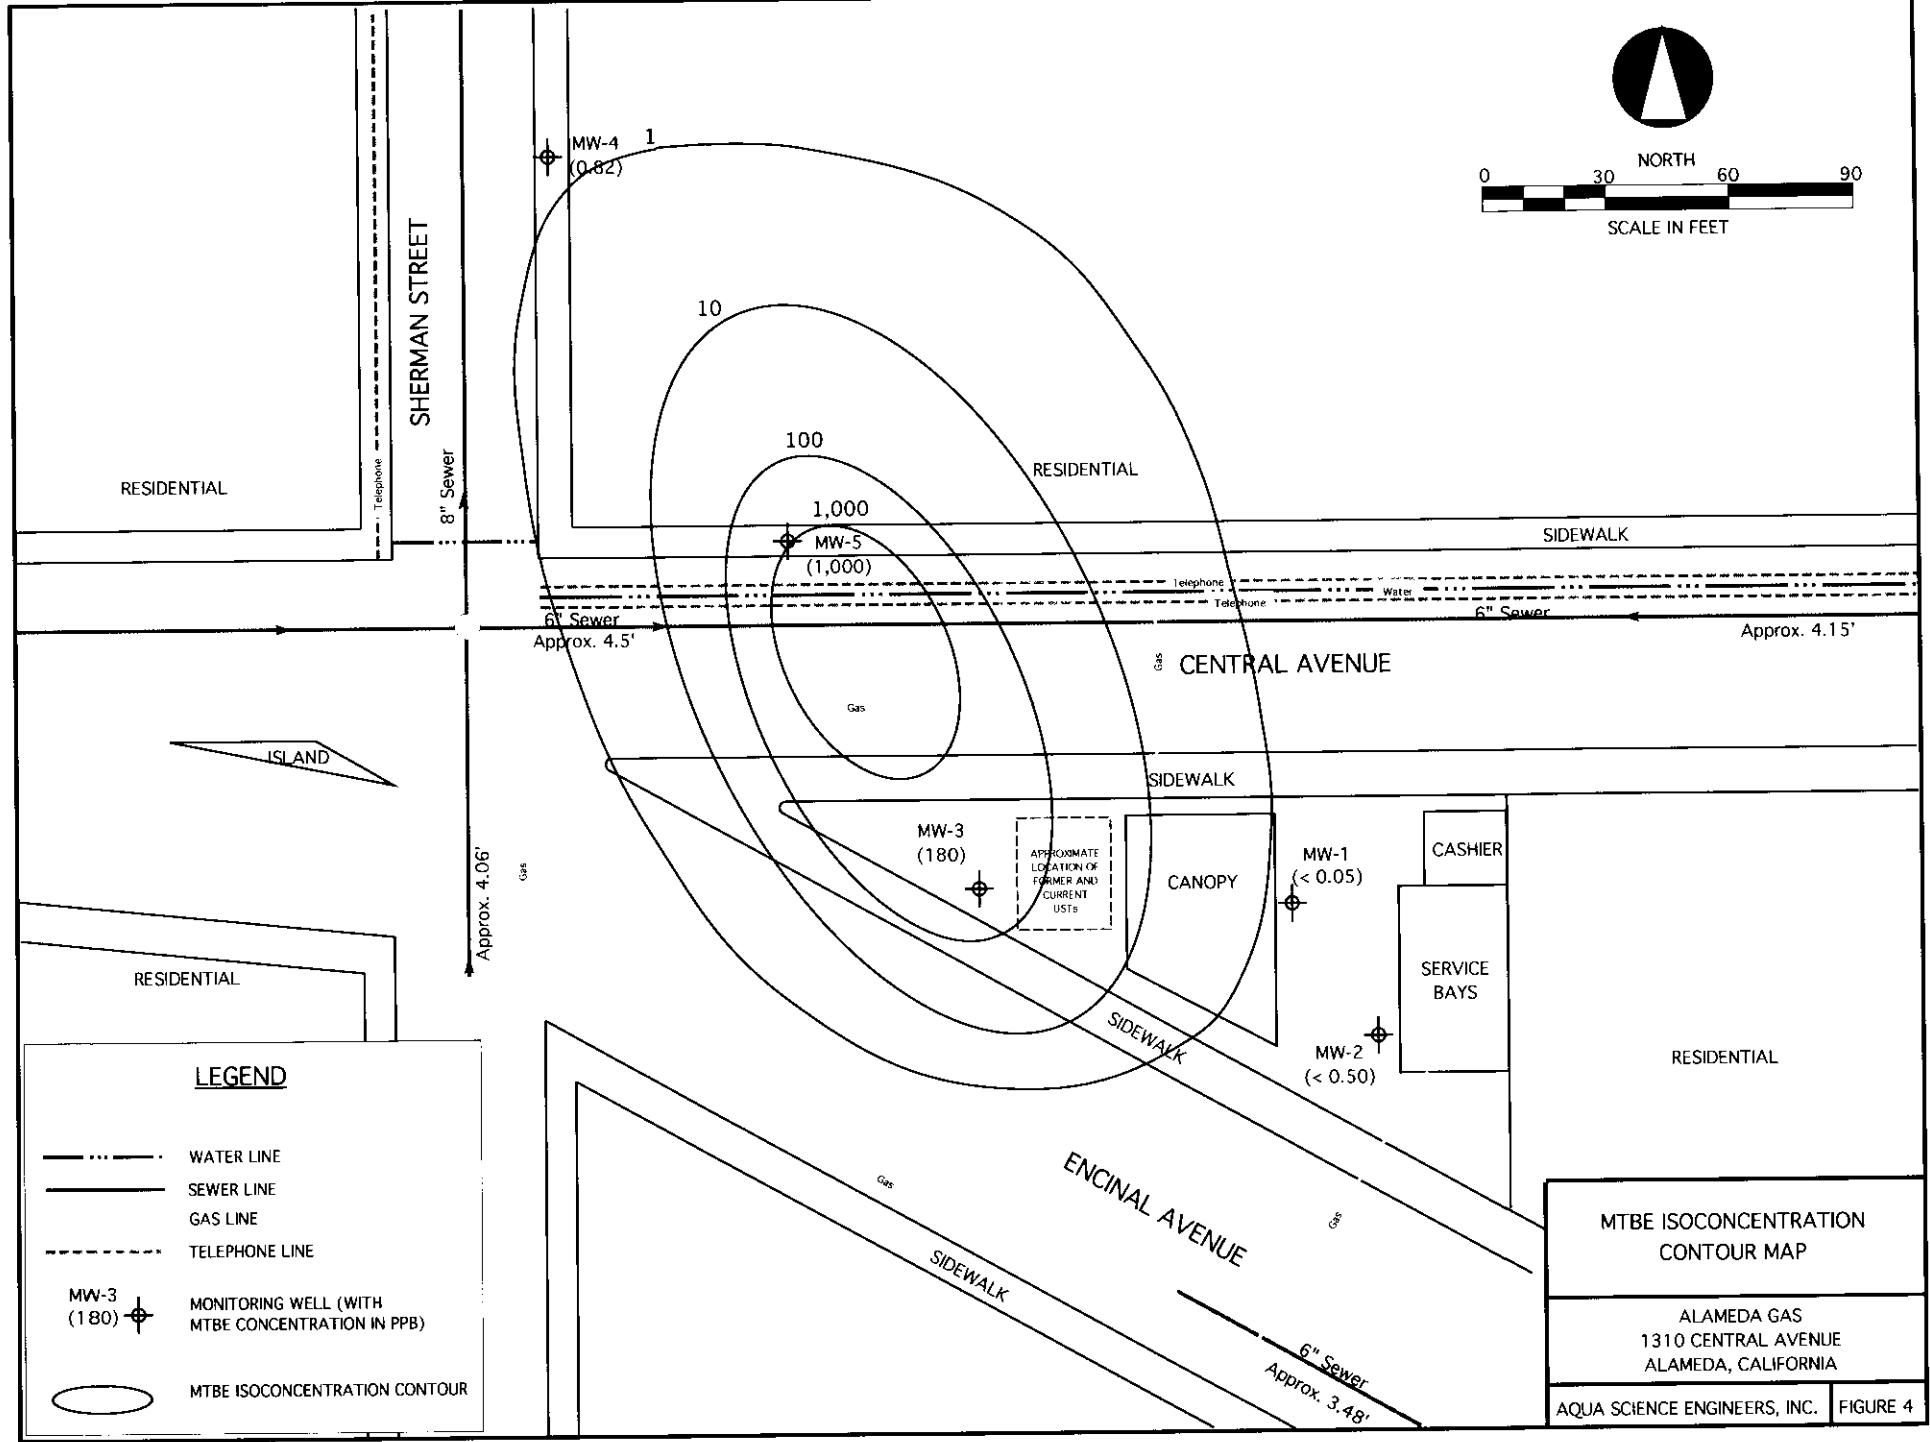 NORTH
0 30 60 90
SCALE IN FEET
MW-4
(0.82)
1
SHERMAN STREET
10
100
1,000
MW-5
(1,000)
RESIDENTIAL
RESIDENTIAL
Telephone
8" Sewer
SIDEWALK
Telephone
Water
Telephone
6" Sewer
Approx. 4.5'
6" Sewer
Approx. 4.15'
Gas
CENTRAL AVENUE
Gas
ISLAND
SIDEWALK
MW-3
(180)
APPROXIMATE
LOCATION OF
FORMER AND
CURRENT
USTs
CANOPY
MW-1
(< 0.05)
CASHIER
Approx. 4.06'
Gas
RESIDENTIAL
SERVICE
BAYS
SIDEWALK
MW-2
(< 0.50)
RESIDENTIAL
LEGEND
WATER LINE
SEWER LINE
GAS LINE
TELEPHONE LINE
MW-3
(180)
MONITORING WELL (WITH
MTBE CONCENTRATION IN PPB)
MTBE ISOCONCENTRATION CONTOUR
Gas
ENCINAL AVENUE
Gas
SIDEWALK
6" Sewer
Approx. 3.48'
MTBE ISOCONCENTRATION
CONTOUR MAP
ALAMEDA GAS
1310 CENTRAL AVENUE
ALAMEDA, CALIFORNIA
AQUA SCIENCE ENGINEERS, INC.
FIGURE 4